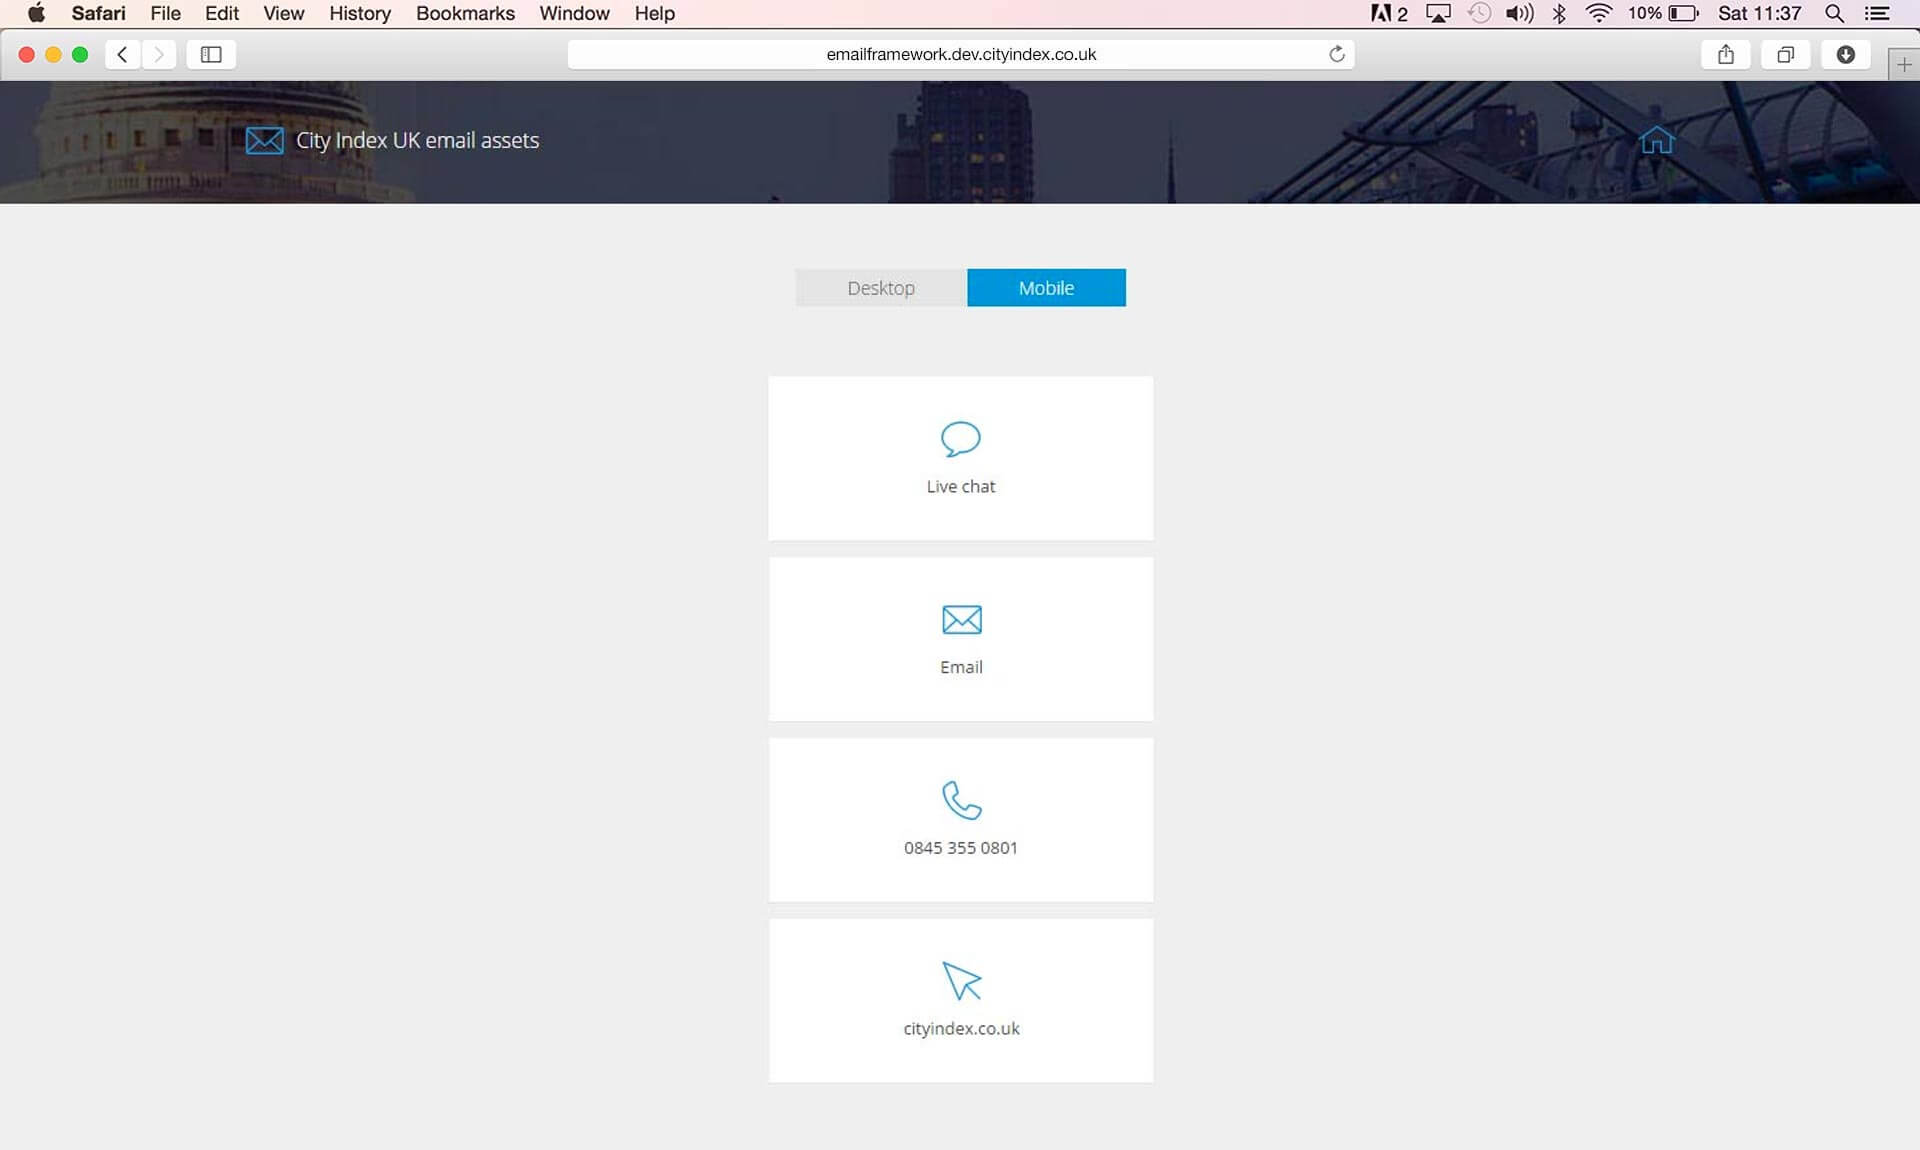 Safari File Edit View History Bookmarks Window Help 2 10% Sat 11:37
emailframework.dev.cityindex.co.uk
City Index UK email assets
Desktop Mobile
Live chat
Email
0845 355 0801
cityindex.co.uk